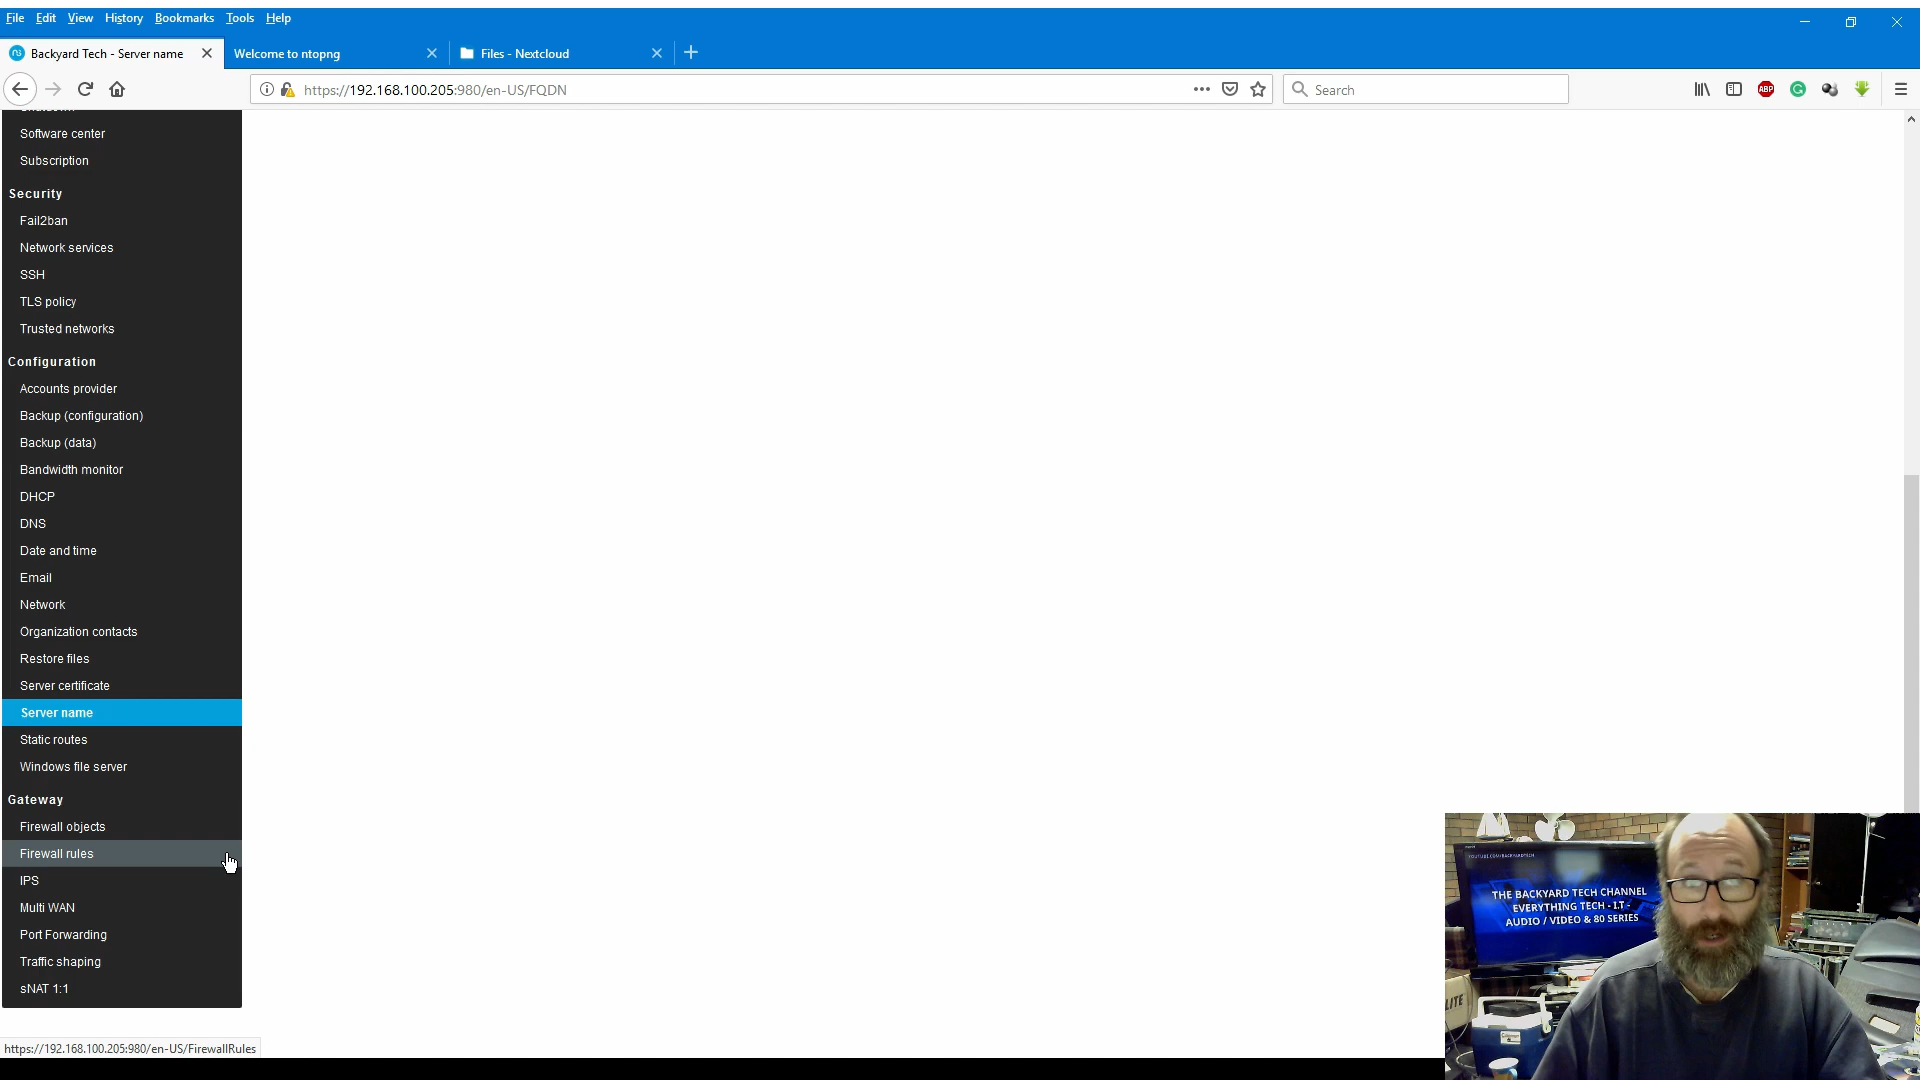 File Edit View History Bookmarks Tools Help
Backyard Tech - Server name
Welcome to ntopng
Files - Nextcloud
https://192.168.100.205:980/en-US/FQDN
Search
ABP
Software center
Subscription
Security
Fail2ban
Network services
SSH
TLS policy
Trusted networks
Configuration
Accounts provider
Backup (configuration)
Backup (data)
Bandwidth monitor
DHCP
DNS
Date and time
Email
Network
Organization contacts
Restore files
Server certificate
Server name
Static routes
Windows file server
Gateway
Firewall objects
Firewall rules
IPS
Multi WAN
Port Forwarding
Traffic shaping
sNAT 1:1
https://192.168.100.205:980/en-US/FirewallRules
YOUTUBE.COM/BACKYARDTECH
THE BACKYARD TECH CHANNEL
EVERYTHING TECH - I.T -
AUDIO / VIDEO & 80 SERIES